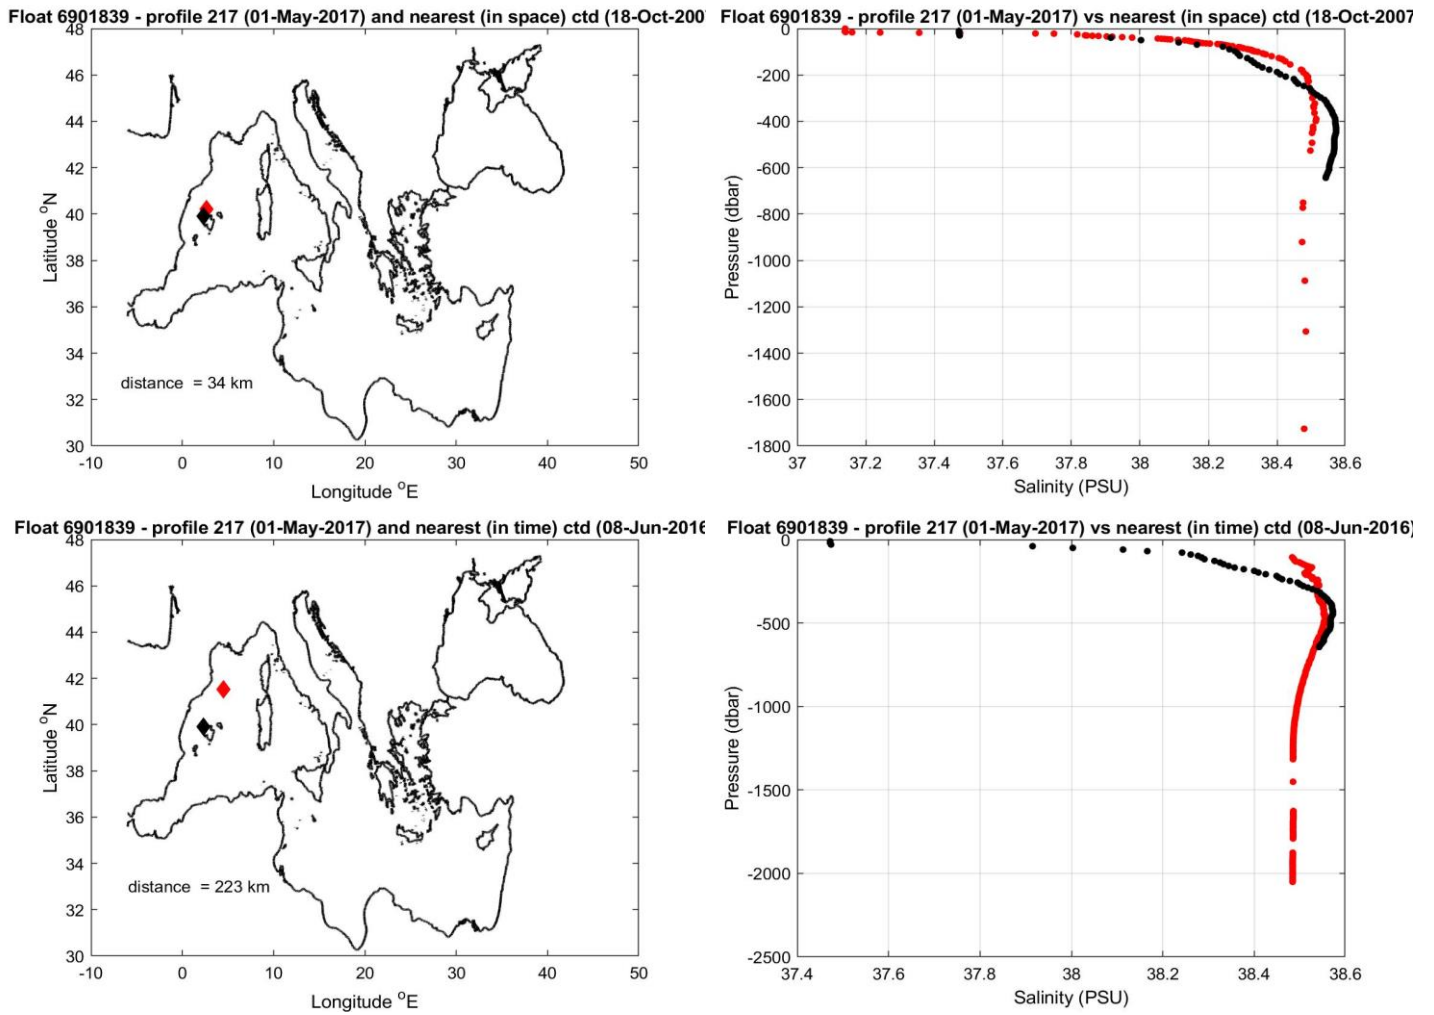 Float 6901839 - profile 217 (01-May-2017) and nearest (in space) ctd (18-Oct-200
48
46
44
42
40
38
36
34
32
30
Latitude °N
distance = 34 km
-10 0 10 20 30 40 50
Longitude °E
Float 6901839 - profile 217 (01-May-2017) vs nearest (in space) ctd (18-Oct-2007
0
-200
-400
-600
-800
-1000
-1200
-1400
-1600
-1800
Pressure (dbar)
37 37.2 37.4 37.6 37.8 38 38.2 38.4 38.6
Salinity (PSU)
Float 6901839 - profile 217 (01-May-2017) and nearest (in time) ctd (08-Jun-2016
48
46
44
42
40
38
36
34
32
30
Latitude °N
distance = 223 km
-10 0 10 20 30 40 50
Longitude °E
Float 6901839 - profile 217 (01-May-2017) vs nearest (in time) ctd (08-Jun-2016)
0
-500
-1000
-1500
-2000
-2500
Pressure (dbar)
37.4 37.6 37.8 38 38.2 38.4 38.6
Salinity (PSU)